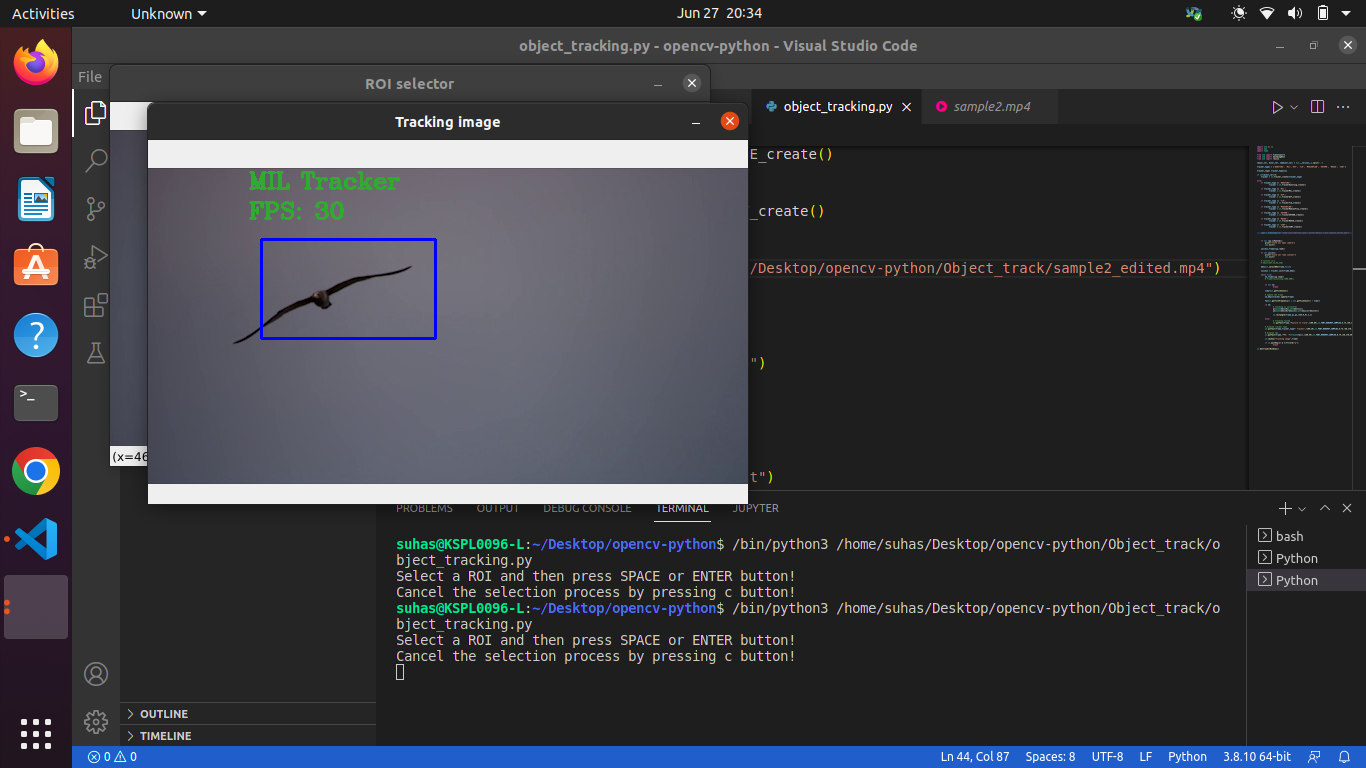 Activities
Unknown
Jun 27 20:34
object_tracking.py - opencv-python - Visual Studio Code
File
ROI selector
Tracking image
object_tracking.py
sample2.mp4
MIL Tracker
FPS: 30
E_create()
_create()
/Desktop/opencv-python/Object_track/sample2_edited.mp4")
")
t")
(x=46
PROBLEMS OUTPUT DEBUG CONSOLE TERMINAL JUPYTER
suhas@KSPL0096-L:~/Desktop/opencv-python$ /bin/python3 /home/suhas/Desktop/opencv-python/Object_track/o
bject_tracking.py
Select a ROI and then press SPACE or ENTER button!
Cancel the selection process by pressing c button!
suhas@KSPL0096-L:~/Desktop/opencv-python$ /bin/python3 /home/suhas/Desktop/opencv-python/Object_track/o
bject_tracking.py
Select a ROI and then press SPACE or ENTER button!
Cancel the selection process by pressing c button!
bash
Python
Python
OUTLINE
TIMELINE
0 0
Ln 44, Col 87 Spaces: 8 UTF-8 LF Python 3.8.10 64-bit